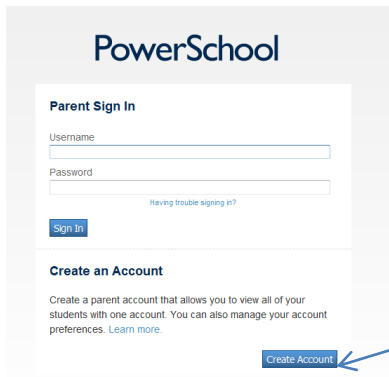 PowerSchool
Parent Sign In
Username
Password
Having trouble signing in?
Sign In
Create an Account
Create a parent account that allows you to view all of your
students with one account. You can also manage your account
preferences. Learn more.
Create Account